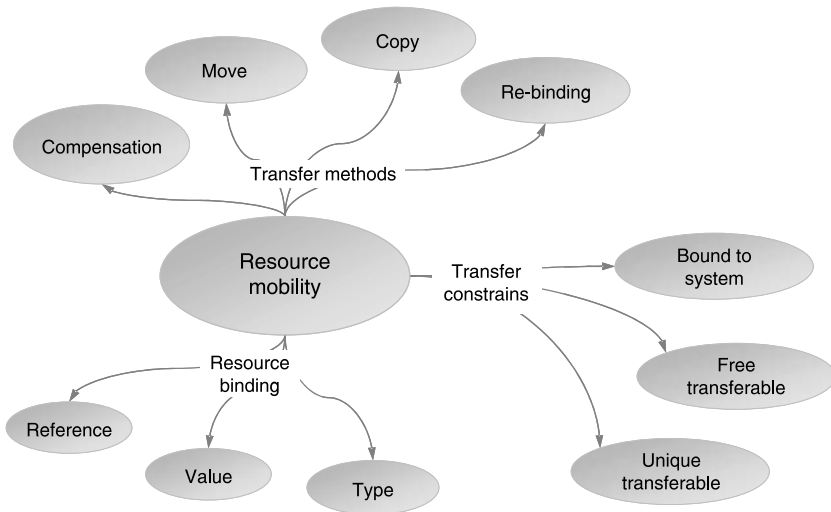 Copy
Move
Re-binding
Compensation
Transfer methods
Resource
mobility
Transfer
constrains
Bound to
system
Free
transferable
Unique
transferable
Resource
binding
Reference
Value
Type